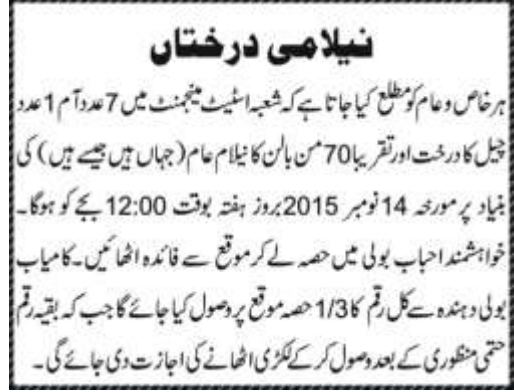 نیلامی درختاں
ہر خاص و عام کو مطلع کیا جاتا ہے کہ شعبہ اسٹیٹ مینجمنٹ میں 7 عدد آم 1 عدد
چیل کا درخت اور تقریبا 70 من بالن کا نیلام عام (جہاں ہیں جیسے ہیں) کی
بنیاد پر مورخہ 14 نومبر 2015 بروز ہفتہ بوقت 12:00 بجے کو ہوگا۔
خواہشمند احباب بولی میں حصہ لے کر موقع سے فائدہ اٹھائیں۔ کامیاب
بولی دہندہ سے کل رقم کا 1/3 حصہ موقع پر وصول کیا جائے گا جب کہ بقیہ رقم
حتمی منظوری کے بعد وصول کر کے لکڑی اٹھانے کی اجازت دی جائے گی۔